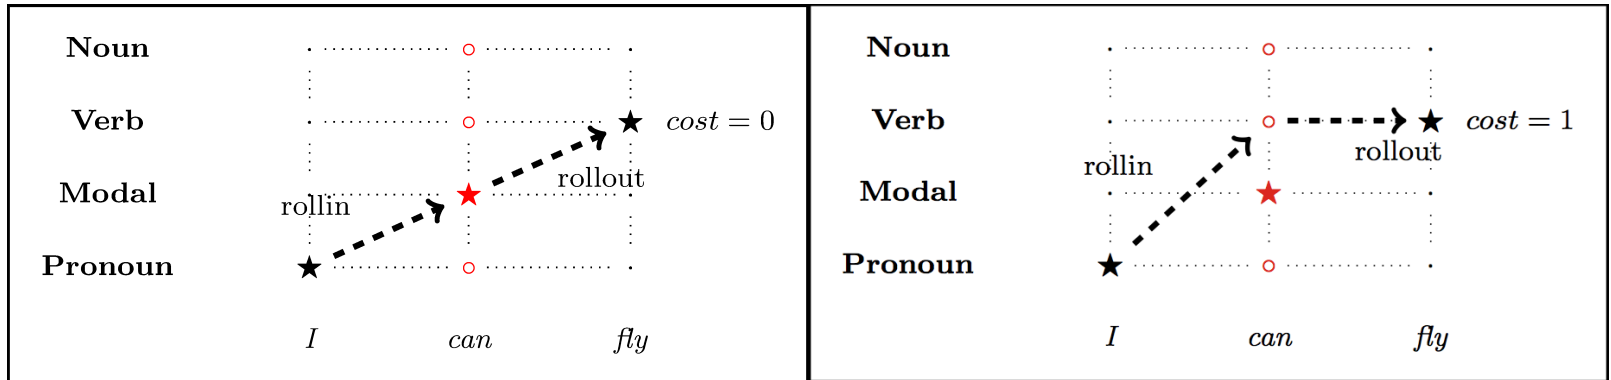 Noun
Verb
cost = 0
rollout
Modal
rollin
Pronoun
I can fly
Noun
Verb
cost = 1
rollout
rollin
Modal
Pronoun
I can fly